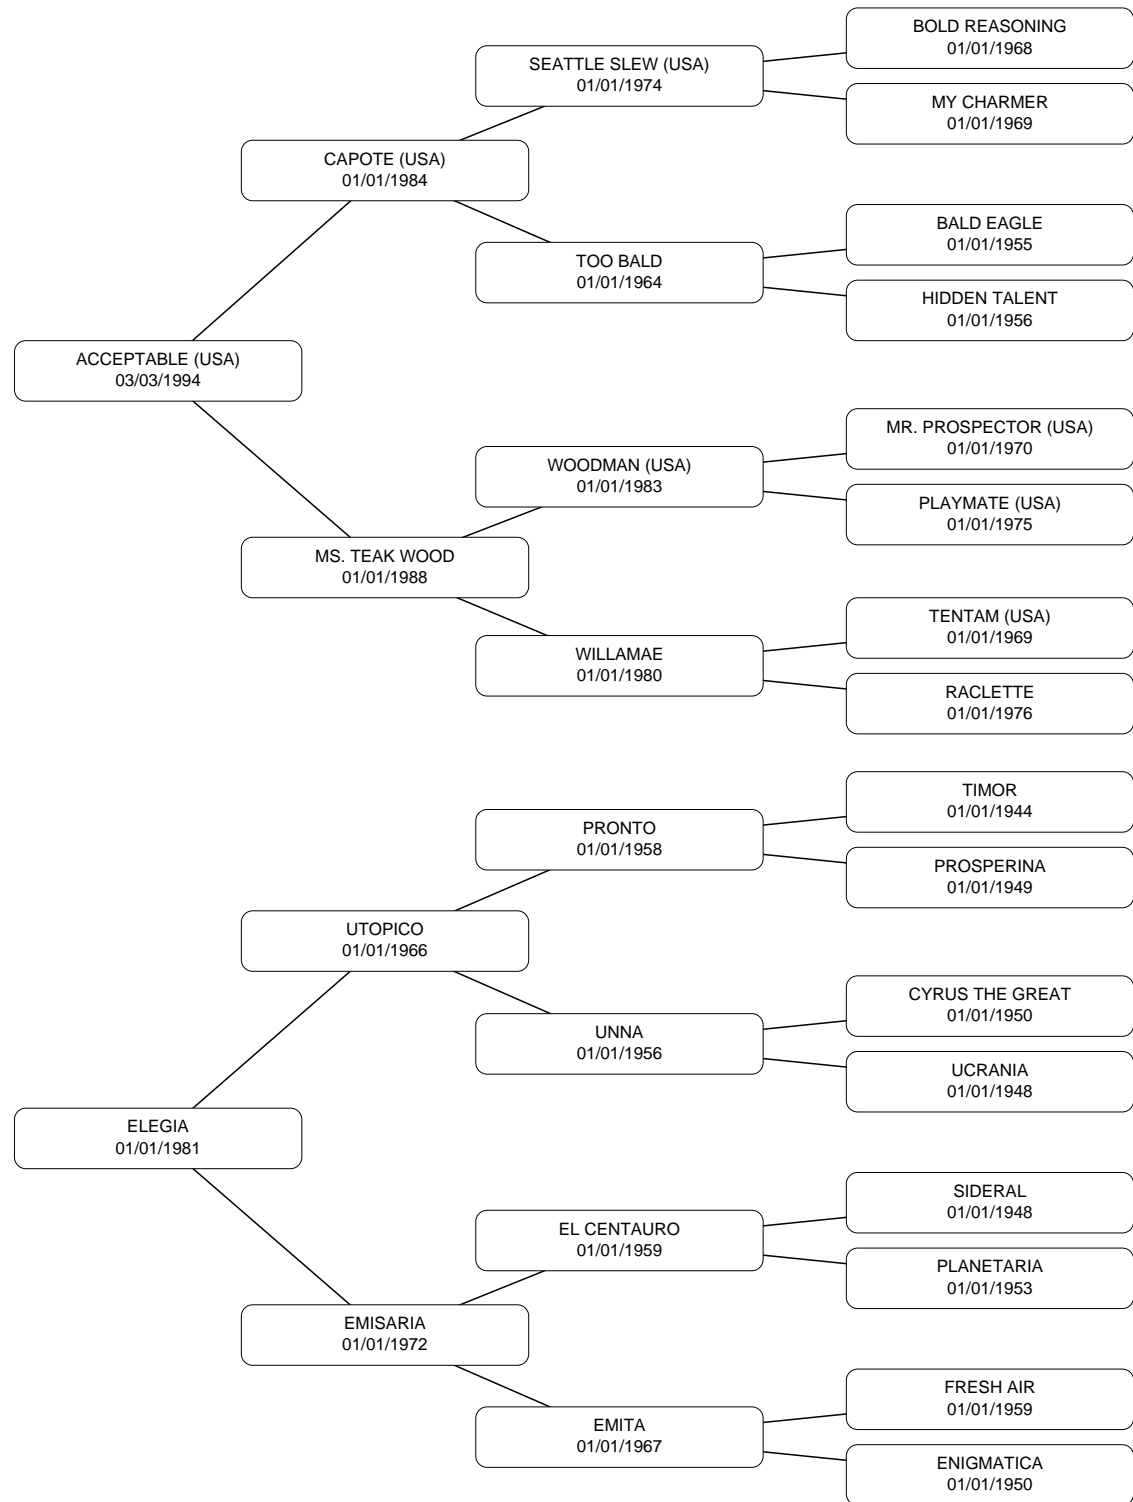 BOLD REASONING
01/01/1968
SEATTLE SLEW (USA)
01/01/1974
MY CHARMER
01/01/1969
CAPOTE (USA)
01/01/1984
BALD EAGLE
01/01/1955
TOO BALD
01/01/1964
HIDDEN TALENT
01/01/1956
ACCEPTABLE (USA)
03/03/1994
MR. PROSPECTOR (USA)
01/01/1970
WOODMAN (USA)
01/01/1983
PLAYMATE (USA)
01/01/1975
MS. TEAK WOOD
01/01/1988
TENTAM (USA)
01/01/1969
WILLAMAE
01/01/1980
RACLETTE
01/01/1976
TIMOR
01/01/1944
PRONTO
01/01/1958
PROSPERINA
01/01/1949
UTOPICO
01/01/1966
CYRUS THE GREAT
01/01/1950
UNNA
01/01/1956
UCRANIA
01/01/1948
ELEGIA
01/01/1981
SIDERAL
01/01/1948
EL CENTAURO
01/01/1959
PLANETARIA
01/01/1953
EMISARIA
01/01/1972
FRESH AIR
01/01/1959
EMITA
01/01/1967
ENIGMATICA
01/01/1950